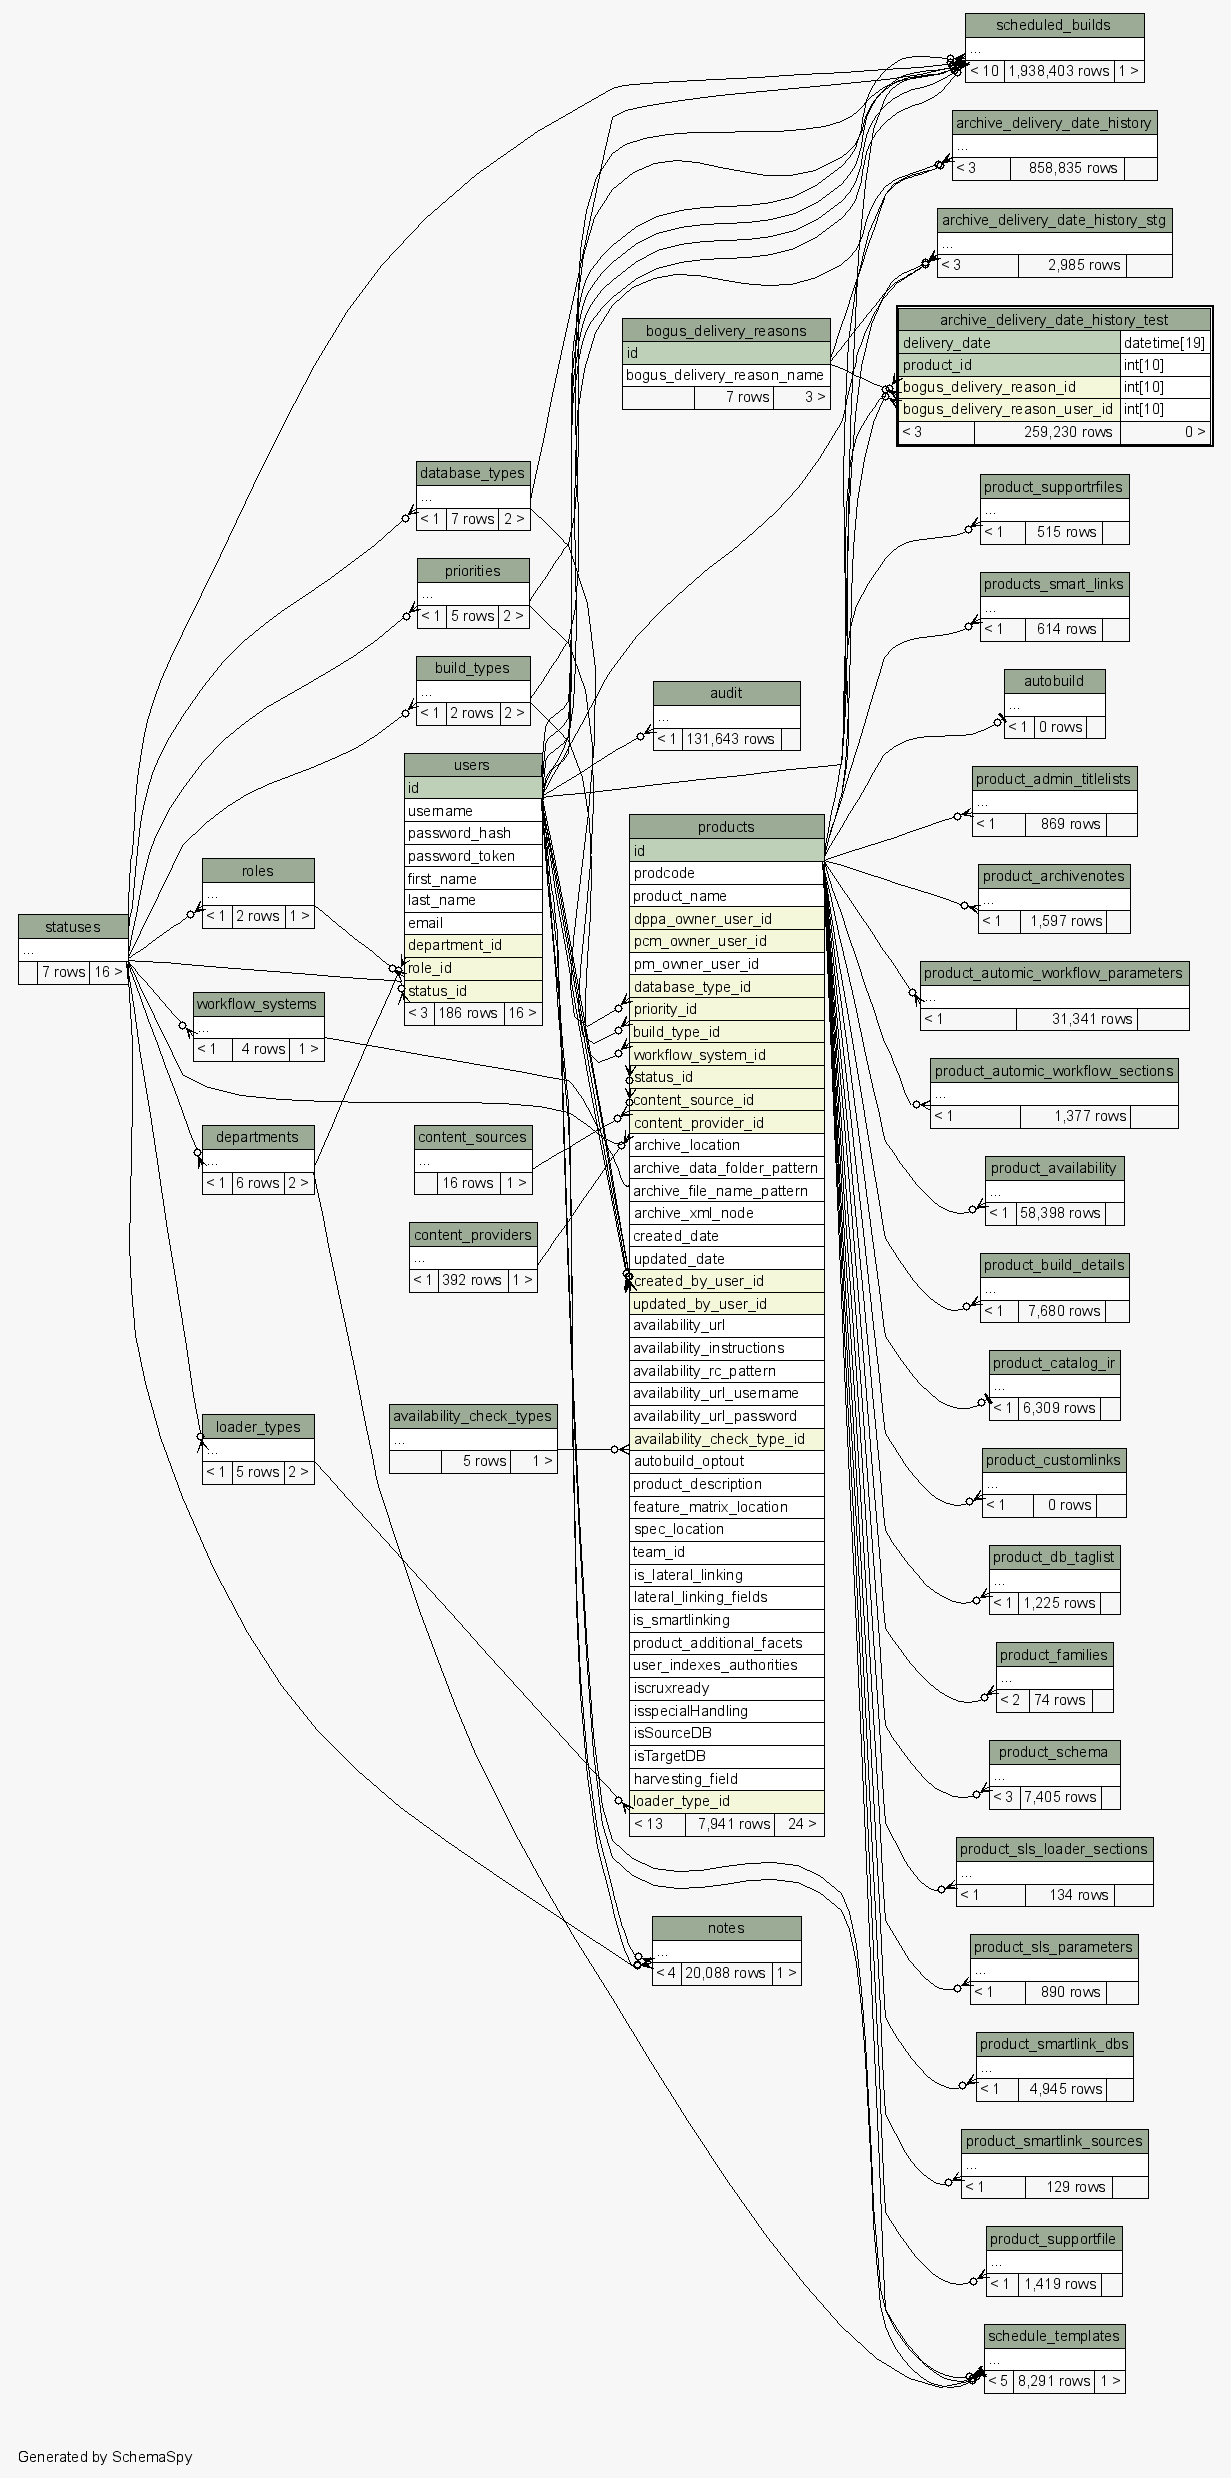 scheduled_builds
...
< 10 1,938,403 rows 1 >
archive_delivery_date_history
...
< 3 858,835 rows
archive_delivery_date_history_stg
...
< 3 2,985 rows
archive_delivery_date_history_test
delivery_date datetime[19]
product_id int[10]
bogus_delivery_reason_id int[10]
bogus_delivery_reason_user_id int[10]
< 3 259,230 rows 0 >
bogus_delivery_reasons
id
bogus_delivery_reason_name
7 rows 3 >
database_types
...
< 1 7 rows 2 >
priorities
...
< 1 5 rows 2 >
build_types
...
< 1 2 rows 2 >
audit
...
< 1 131,643 rows
users
id
username
password_hash
password_token
first_name
last_name
email
department_id
role_id
status_id
< 3 186 rows 16 >
roles
...
< 1 2 rows 1 >
statuses
...
7 rows 16 >
workflow_systems
...
< 1 4 rows 1 >
departments
...
< 1 6 rows 2 >
loader_types
...
< 1 5 rows 2 >
content_sources
...
16 rows 1 >
content_providers
...
< 1 392 rows 1 >
availability_check_types
...
5 rows 1 >
products
id
prodcode
product_name
dppa_owner_user_id
pcm_owner_user_id
pm_owner_user_id
database_type_id
priority_id
build_type_id
workflow_system_id
status_id
content_source_id
content_provider_id
archive_location
archive_data_folder_pattern
archive_file_name_pattern
archive_xml_node
created_date
updated_date
created_by_user_id
updated_by_user_id
availability_url
availability_instructions
availability_rc_pattern
availability_url_username
availability_url_password
availability_check_type_id
autobuild_optout
product_description
feature_matrix_location
spec_location
team_id
is_lateral_linking
lateral_linking_fields
is_smartlinking
product_additional_facets
user_indexes_authorities
iscruxready
isspecialHandling
isSourceDB
isTargetDB
harvesting_field
loader_type_id
< 13 7,941 rows 24 >
notes
...
< 4 20,088 rows 1 >
product_supportrfiles
...
< 1 515 rows
products_smart_links
...
< 1 614 rows
autobuild
...
< 1 0 rows
product_admin_titlelists
...
< 1 869 rows
product_archivenotes
...
< 1 1,597 rows
product_automic_workflow_parameters
...
< 1 31,341 rows
product_automic_workflow_sections
...
< 1 1,377 rows
product_availability
...
< 1 58,398 rows
product_build_details
...
< 1 7,680 rows
product_catalog_ir
...
< 1 6,309 rows
product_customlinks
...
< 1 0 rows
product_db_taglist
...
< 1 1,225 rows
product_families
...
< 2 74 rows
product_schema
...
< 3 7,405 rows
product_sls_loader_sections
...
< 1 134 rows
product_sls_parameters
...
< 1 890 rows
product_smartlink_dbs
...
< 1 4,945 rows
product_smartlink_sources
...
< 1 129 rows
product_supportfile
...
< 1 1,419 rows
schedule_templates
...
< 5 8,291 rows 1 >
Generated by SchemaSpy